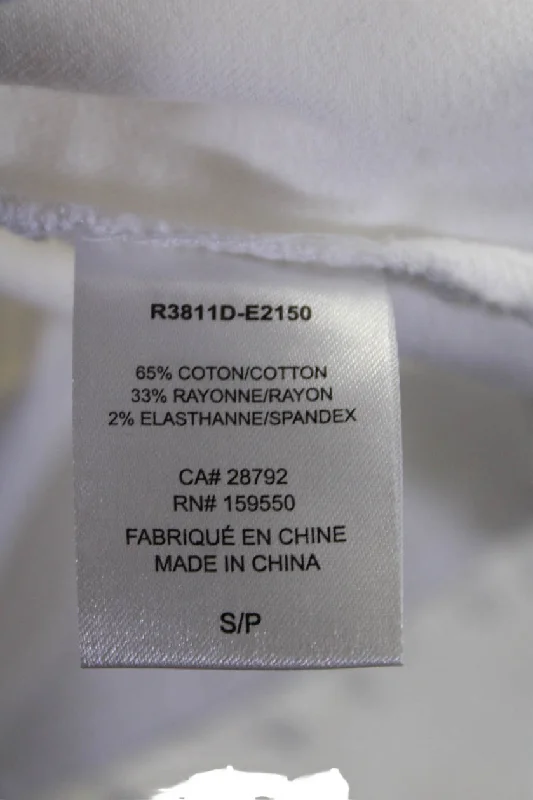 R3811D-E2150
65% COTON/COTTON
33% RAYONNE/RAYON
2% ELASTHANNE/SPANDEX
CA# 28792
RN# 159550
FABRIQUÉ EN CHINE
MADE IN CHINA
S/P